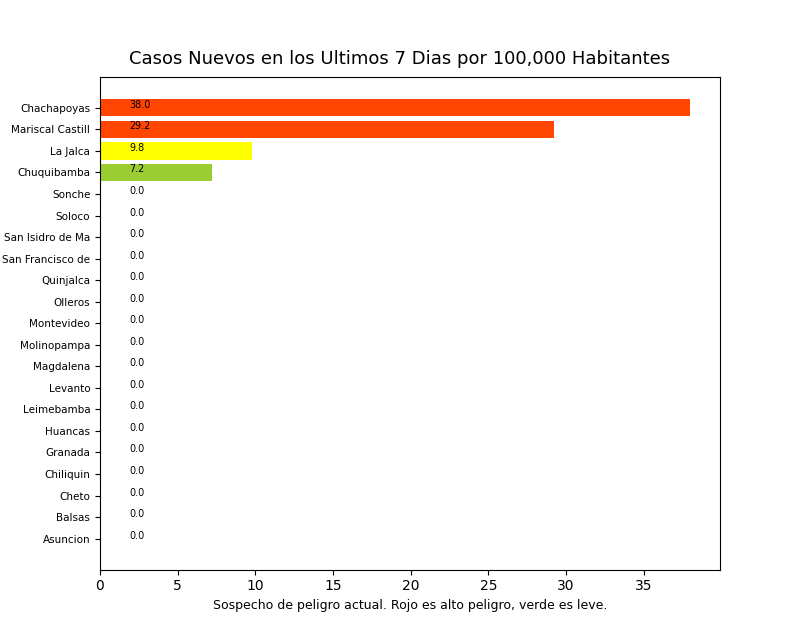 Casos Nuevos en los Ultimos 7 Dias por 100,000 Habitantes
Chachapoyas 38.0
Mariscal Castill 29.2
La Jalca 9.8
Chuquibamba 7.2
Sonche 0.0
Soloco 0.0
San Isidro de Ma 0.0
San Francisco de 0.0
Quinjalca 0.0
Olleros 0.0
Montevideo 0.0
Molinopampa 0.0
Magdalena 0.0
Levanto 0.0
Leimebamba 0.0
Huancas 0.0
Granada 0.0
Chiliquin 0.0
Cheto 0.0
Balsas 0.0
Asuncion 0.0
0 5 10 15 20 25 30 35
Sospecho de peligro actual. Rojo es alto peligro, verde es leve.